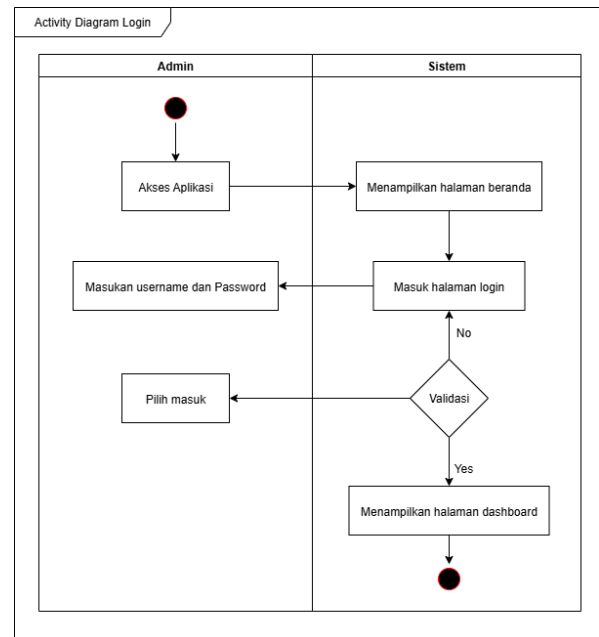 Activity Diagram Login
Admin
Sistem
Akses Aplikasi
Menampilkan halaman beranda
Masukan username dan Password
Masuk halaman login
No
Pilih masuk
Validasi
Yes
Menampilkan halaman dashboard